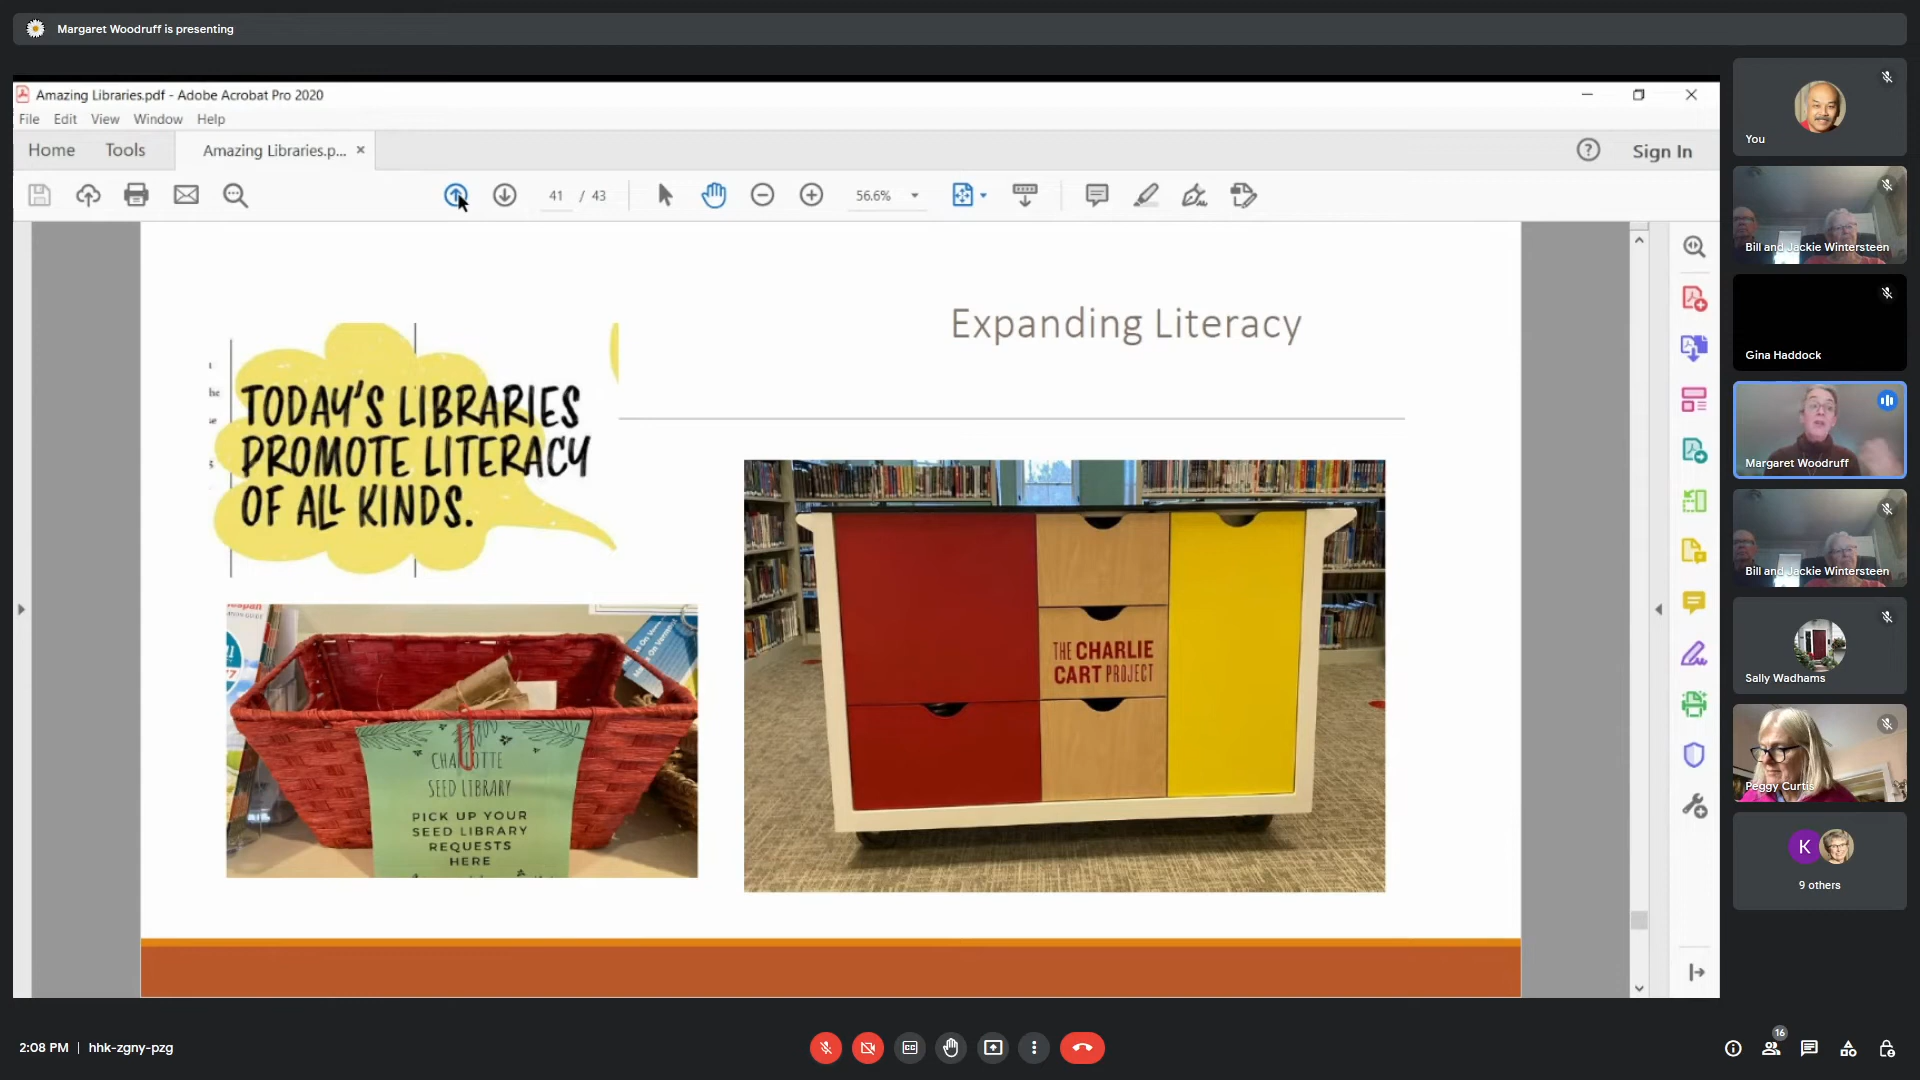 Margaret Woodruff is presenting
Amazing Libraries.pdf - Adobe Acrobat Pro 2020
File Edit View Window Help
Home Tools Amazing Libraries.p... × Sign In
41 / 43 56.6%
Expanding Literacy
TODAY'S LIBRARIES
PROMOTE LITERACY
OF ALL KINDS.
THE CHARLIE
CART PROJECT
CHARLOTTE
SEED LIBRARY
PICK UP YOUR
SEED LIBRARY
REQUESTS
HERE
You
Bill and Jackie Wintersteen
Gina Haddock
Margaret Woodruff
Bill and Jackie Wintersteen
Sally Wadhams
Peggy Curtis
K
9 others
2:08 PM | hhk-zgny-pzg
CC
16